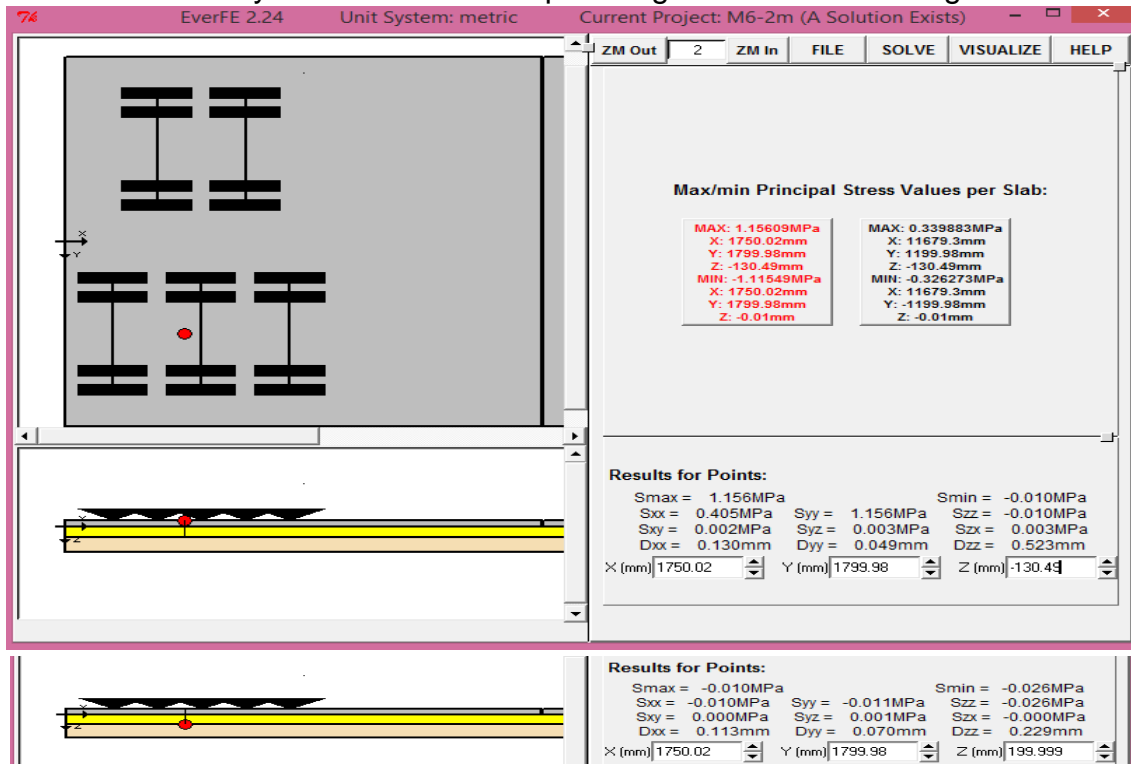 7k EverFE 2.24 Unit System: metric Current Project: M6-2m (A Solution Exists) – ×
ZM Out 2 ZM In FILE SOLVE VISUALIZE HELP
X
Y
Max/min Principal Stress Values per Slab:
MAX: 1.15609MPa
X: 1750.02mm
Y: 1799.98mm
Z: -130.49mm
MIN: -1.11549MPa
X: 1750.02mm
Y: 1799.98mm
Z: -0.01mm
MAX: 0.339883MPa
X: 11679.3mm
Y: 1199.98mm
Z: -130.49mm
MIN: -0.326273MPa
X: 11679.3mm
Y: -1199.98mm
Z: -0.01mm
X
Z
Results for Points:
Smax = 1.156MPa Smin = -0.010MPa
Sxx = 0.405MPa Syy = 1.156MPa Szz = -0.010MPa
Sxy = 0.002MPa Syz = 0.003MPa Szx = 0.003MPa
Dxx = 0.130mm Dyy = 0.049mm Dzz = 0.523mm
X (mm) 1750.02 Y (mm) 1799.98 Z (mm) -130.49
X
Z
Results for Points:
Smax = -0.010MPa Smin = -0.026MPa
Sxx = -0.010MPa Syy = -0.011MPa Szz = -0.026MPa
Sxy = 0.000MPa Syz = 0.001MPa Szx = -0.000MPa
Dxx = 0.113mm Dyy = 0.070mm Dzz = 0.229mm
X (mm) 1750.02 Y (mm) 1799.98 Z (mm) 199.999